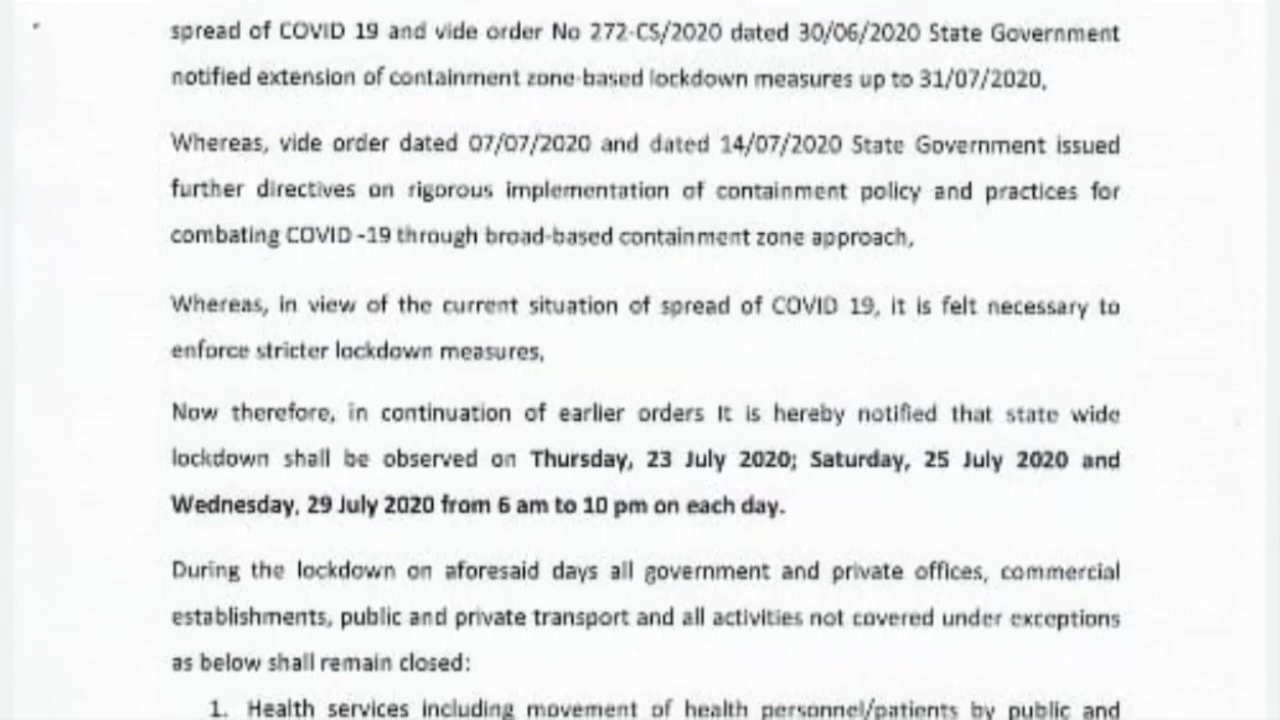 spread of COVID 19 and vide order No 272-CS/2020 dated 30/06/2020 State Government
notified extension of containment zone-based lockdown measures up to 31/07/2020,
Whereas, vide order dated 07/07/2020 and dated 14/07/2020 State Government issued
further directives on rigorous implementation of containment policy and practices for
combating COVID -19 through broad-based containment zone approach,
Whereas, in view of the current situation of spread of COVID 19, it is felt necessary to
enforce stricter lockdown measures,
Now therefore, in continuation of earlier orders It is hereby notified that state wide
lockdown shall be observed on Thursday, 23 July 2020; Saturday, 25 July 2020 and
Wednesday, 29 July 2020 from 6 am to 10 pm on each day.
During the lockdown on aforesaid days all government and private offices, commercial
establishments, public and private transport and all activities not covered under exceptions
as below shall remain closed:
1. Health services including movement of health personnel/patients by public and